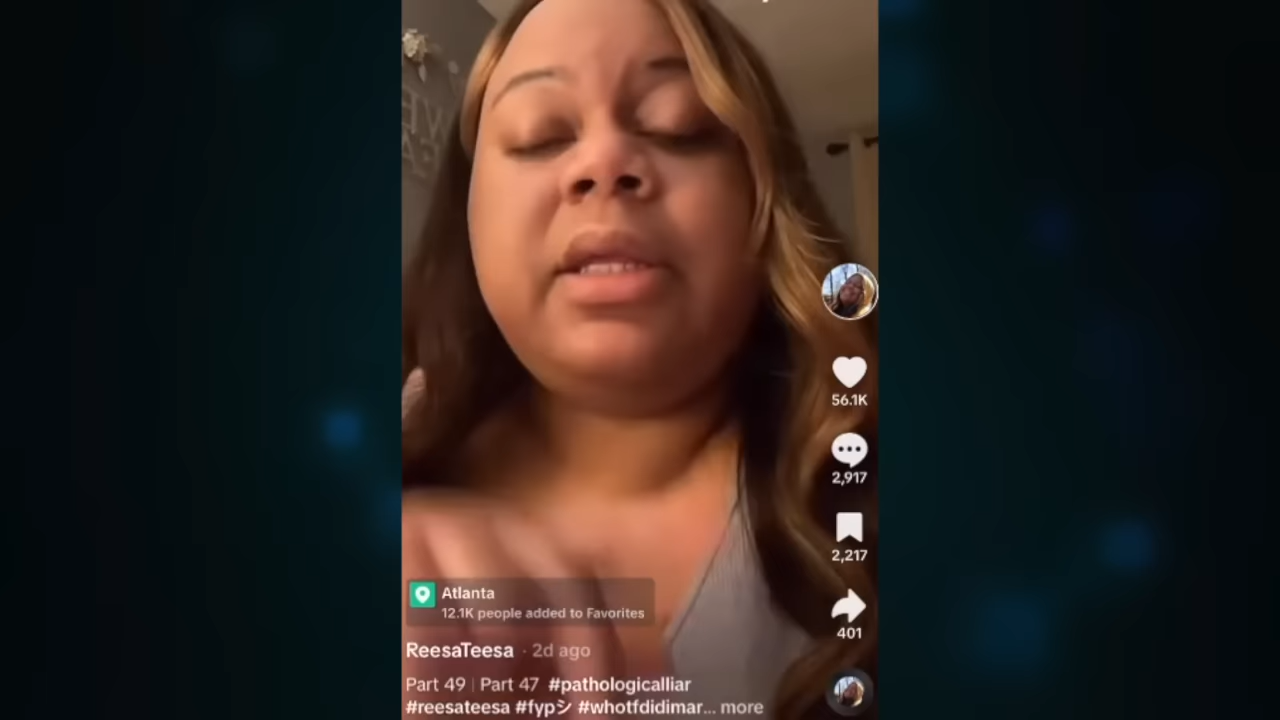 56.1K
2,917
2,217
401
Atlanta
12.1K people added to Favorites
ReesaTeesa · 2d ago
Part 49 | Part 47 #pathologicalliar
#reesateesa #fypシ #whotfdidimar... more